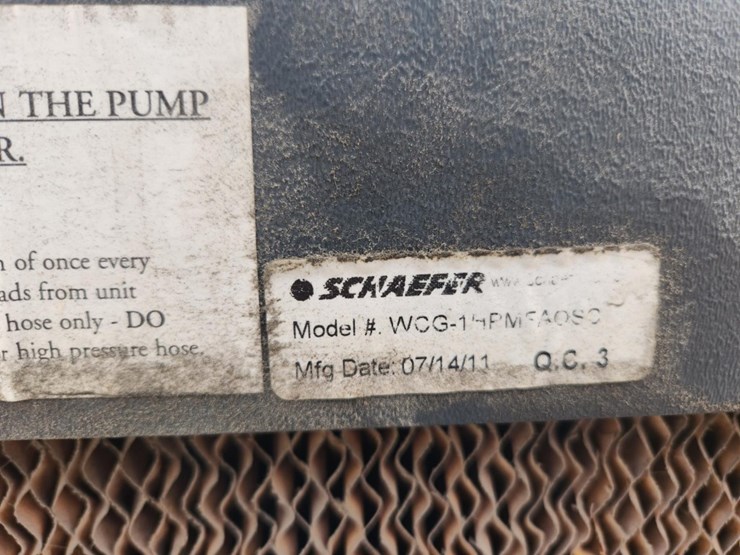 THE PUMP
R.
of once every
ads from unit
hose only - DO
r high pressure hose.
SCHAEFER
Model #.
Mfg Date: 07/14/11 Q.C. 3